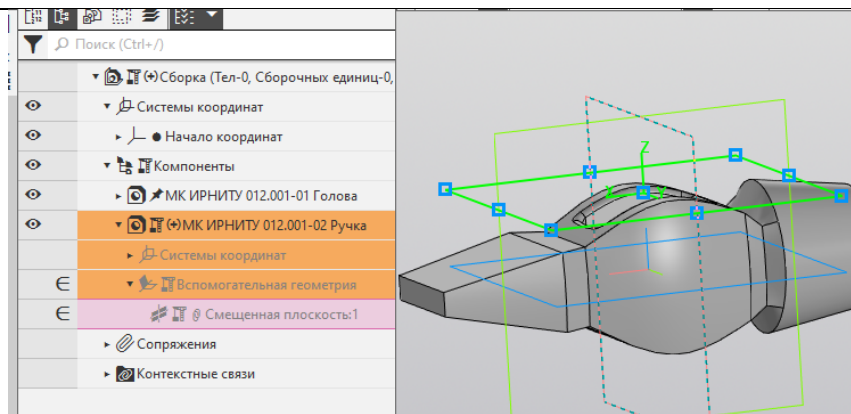 Поиск (Ctrl+/)
(+)Сборка (Тел-0, Сборочных единиц-0,
Системы координат
Начало координат
Компоненты
МК ИРНИТУ 012.001-01 Голова
(+)МК ИРНИТУ 012.001-02 Ручка
Системы координат
∈ Вспомогательная геометрия
∈ Смещенная плоскость:1
Сопряжения
Контекстные связи
Z
X Y